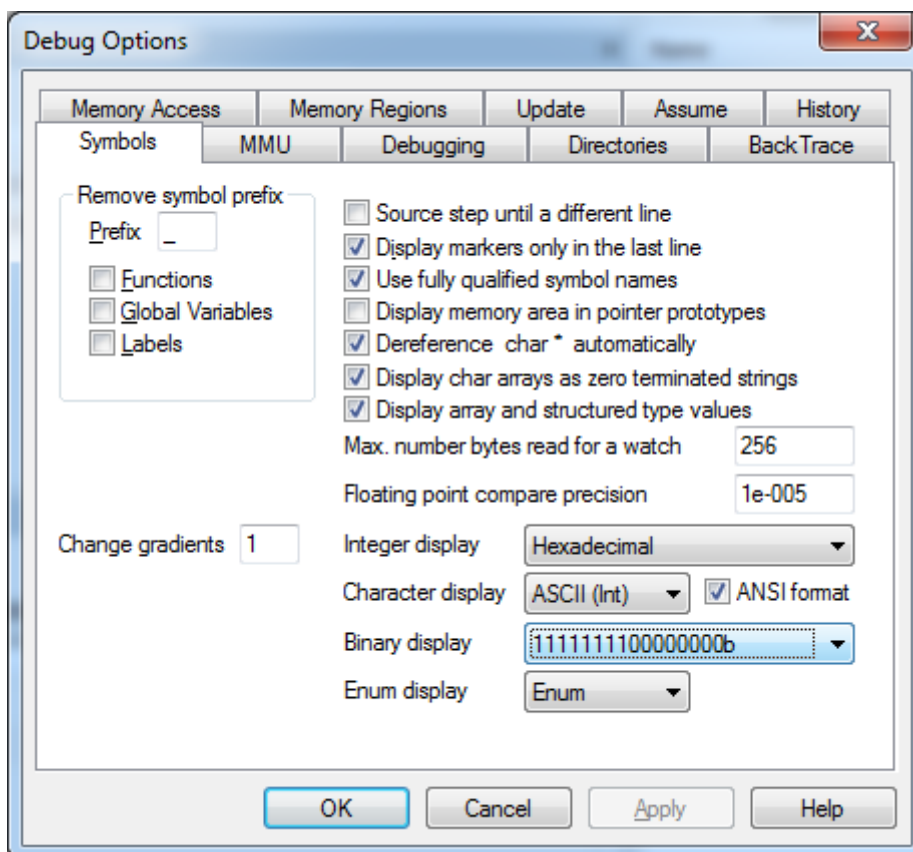 Debug Options
Memory Access Memory Regions Update Assume History
Symbols MMU Debugging Directories BackTrace
Remove symbol prefix
Prefix _
Functions
Global Variables
Labels
Source step until a different line
Display markers only in the last line
Use fully qualified symbol names
Display memory area in pointer prototypes
Dereference char * automatically
Display char arrays as zero terminated strings
Display array and structured type values
Max. number bytes read for a watch 256
Floating point compare precision 1e-005
Change gradients 1
Integer display Hexadecimal
Character display ASCII (Int) ANSI format
Binary display 1111111100000000b
Enum display Enum
OK Cancel Apply Help